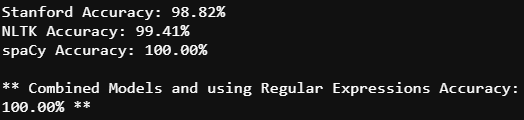 Stanford Accuracy: 98.82%
NLTK Accuracy: 99.41%
spaCy Accuracy: 100.00%
** Combined Models and using Regular Expressions Accuracy:
100.00% **